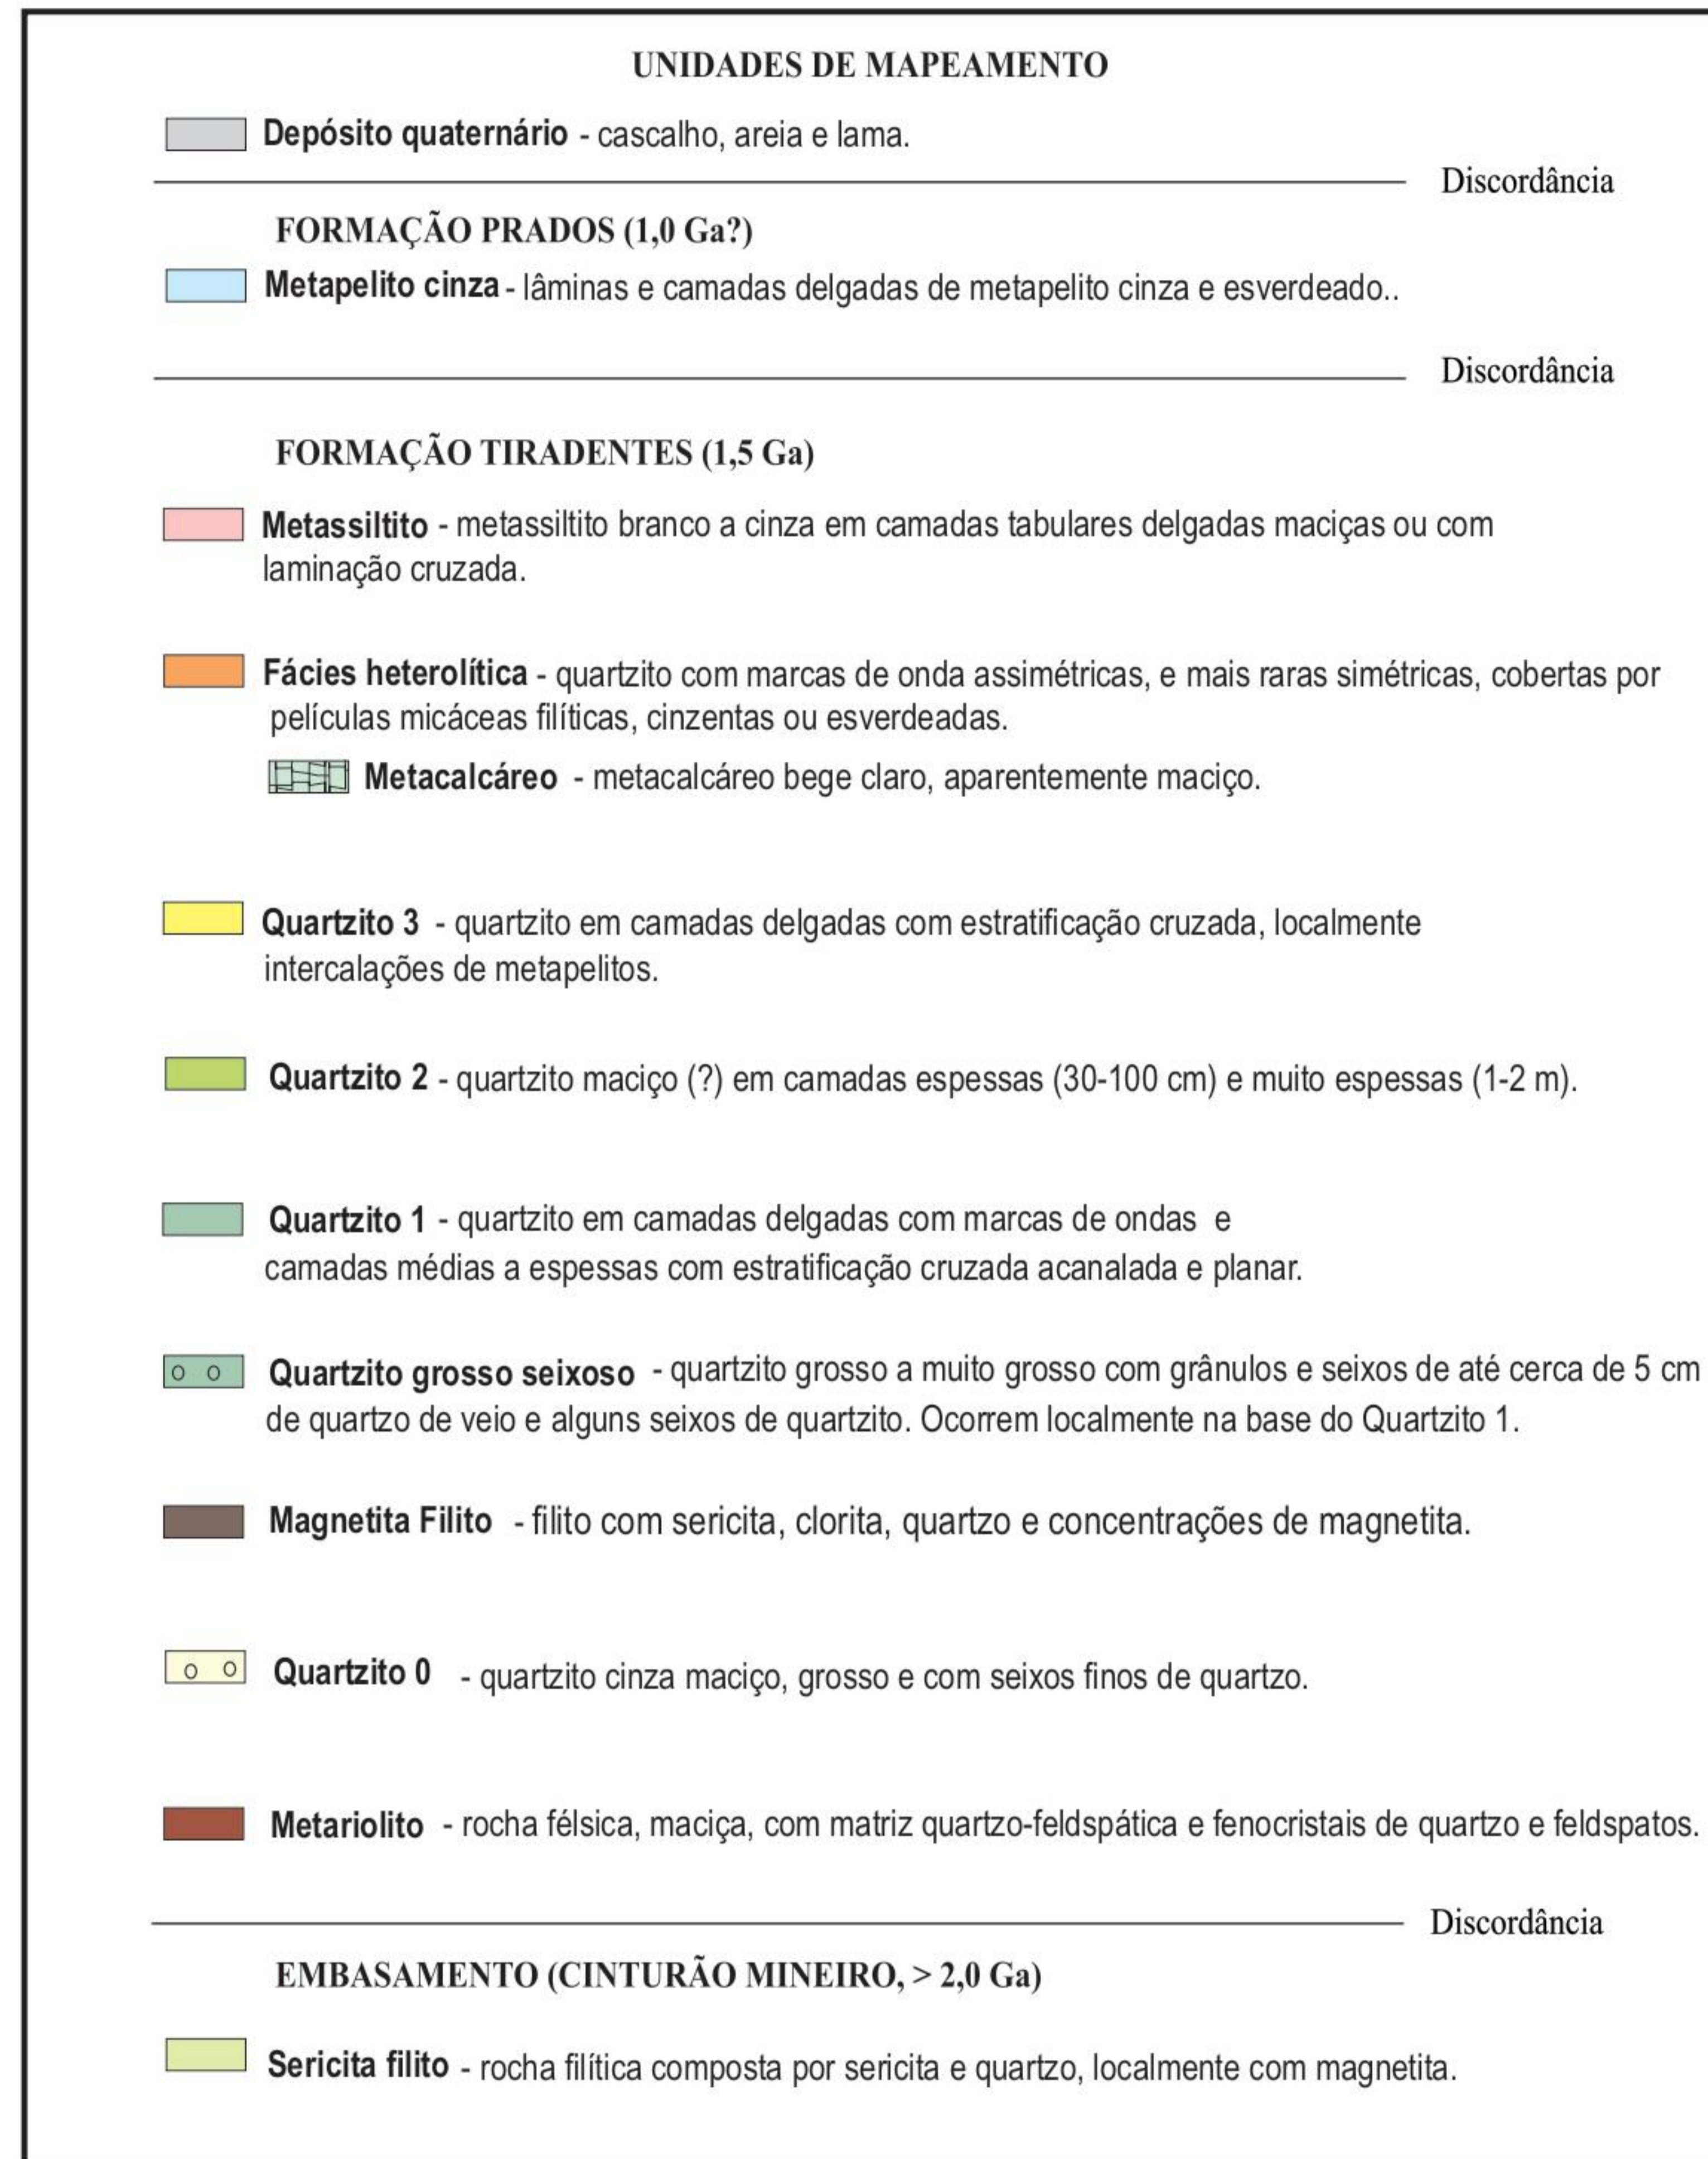 UNIDADES DE MAPEAMENTO
Depósito quaternário - cascalho, areia e lama.
Discordância
FORMAÇÃO PRADOS (1,0 Ga?)
Metapelito cinza - lâminas e camadas delgadas de metapelito cinza e esverdeado..
Discordância
FORMAÇÃO TIRADENTES (1,5 Ga)
Metassiltito - metassiltito branco a cinza em camadas tabulares delgadas maciças ou com
laminação cruzada.
Fácies heterolítica - quartzito com marcas de onda assimétricas, e mais raras simétricas, cobertas por
películas micáceas filíticas, cinzentas ou esverdeadas.
Metacalcáreo - metacalcáreo bege claro, aparentemente maciço.
Quartzito 3 - quartzito em camadas delgadas com estratificação cruzada, localmente
intercalações de metapelitos.
Quartzito 2 - quartzito maciço (?) em camadas espessas (30-100 cm) e muito espessas (1-2 m).
Quartzito 1 - quartzito em camadas delgadas com marcas de ondas e
camadas médias a espessas com estratificação cruzada acanalada e planar.
Quartzito grosso seixoso - quartzito grosso a muito grosso com grânulos e seixos de até cerca de 5 cm
de quartzo de veio e alguns seixos de quartzito. Ocorrem localmente na base do Quartzito 1.
Magnetita Filito - filito com sericita, clorita, quartzo e concentrações de magnetita.
Quartzito 0 - quartzito cinza maciço, grosso e com seixos finos de quartzo.
Metariolito - rocha félsica, maciça, com matriz quartzo-feldspática e fenocristais de quartzo e feldspatos.
Discordância
EMBASAMENTO (CINTURÃO MINEIRO, > 2,0 Ga)
Sericita filito - rocha filítica composta por sericita e quartzo, localmente com magnetita.